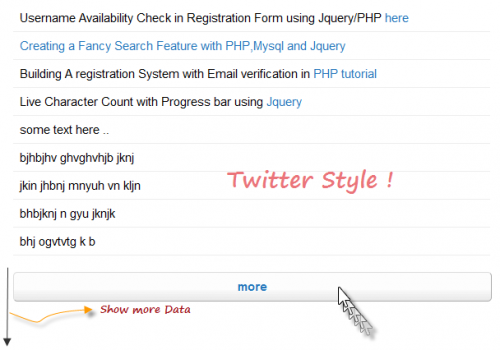 Username Availability Check in Registration Form using Jquery/PHP here
Creating a Fancy Search Feature with PHP,Mysql and Jquery
Building A registration System with Email verification in PHP tutorial
Live Character Count with Progress bar using Jquery
some text here ..
bjhbjhv ghvghvhjb jknj
jkin jhbnj mnyuh vn kljn
Twitter Style !
bhbjknj n gyu jknjk
bhj ogvtvtg k b
more
Show more Data